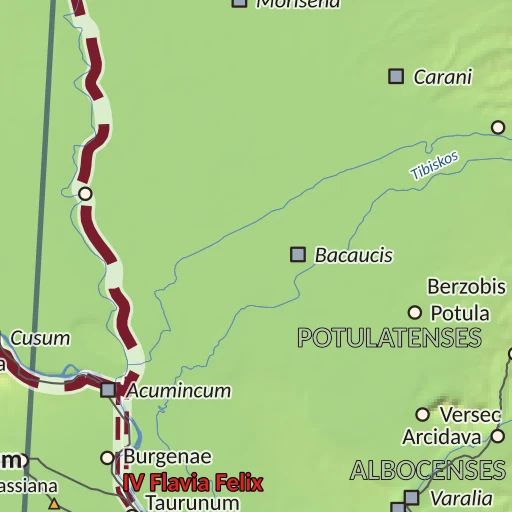 Morisena
Carani
Tibiskos
Bacaucis
Berzobis
Potula
POTULATENSES
Cusum
Acumincum
Versec
Arcidava
Burgenae
ALBOCENSES
IV Flavia Felix
Varalia
Taurunum